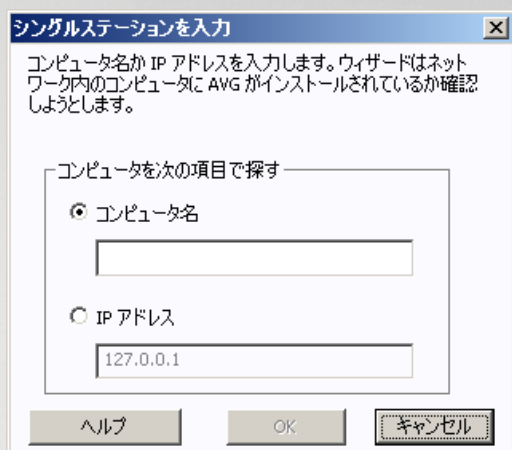 シングルステーションを入力
コンピュータ名か IP アドレスを入力します。ウィザードはネット
ワーク内のコンピュータに AVG がインストールされているか確認
しようとします。
コンピュータを次の項目で探す
コンピュータ名
IP アドレス
127.0.0.1
ヘルプ
OK
キャンセル